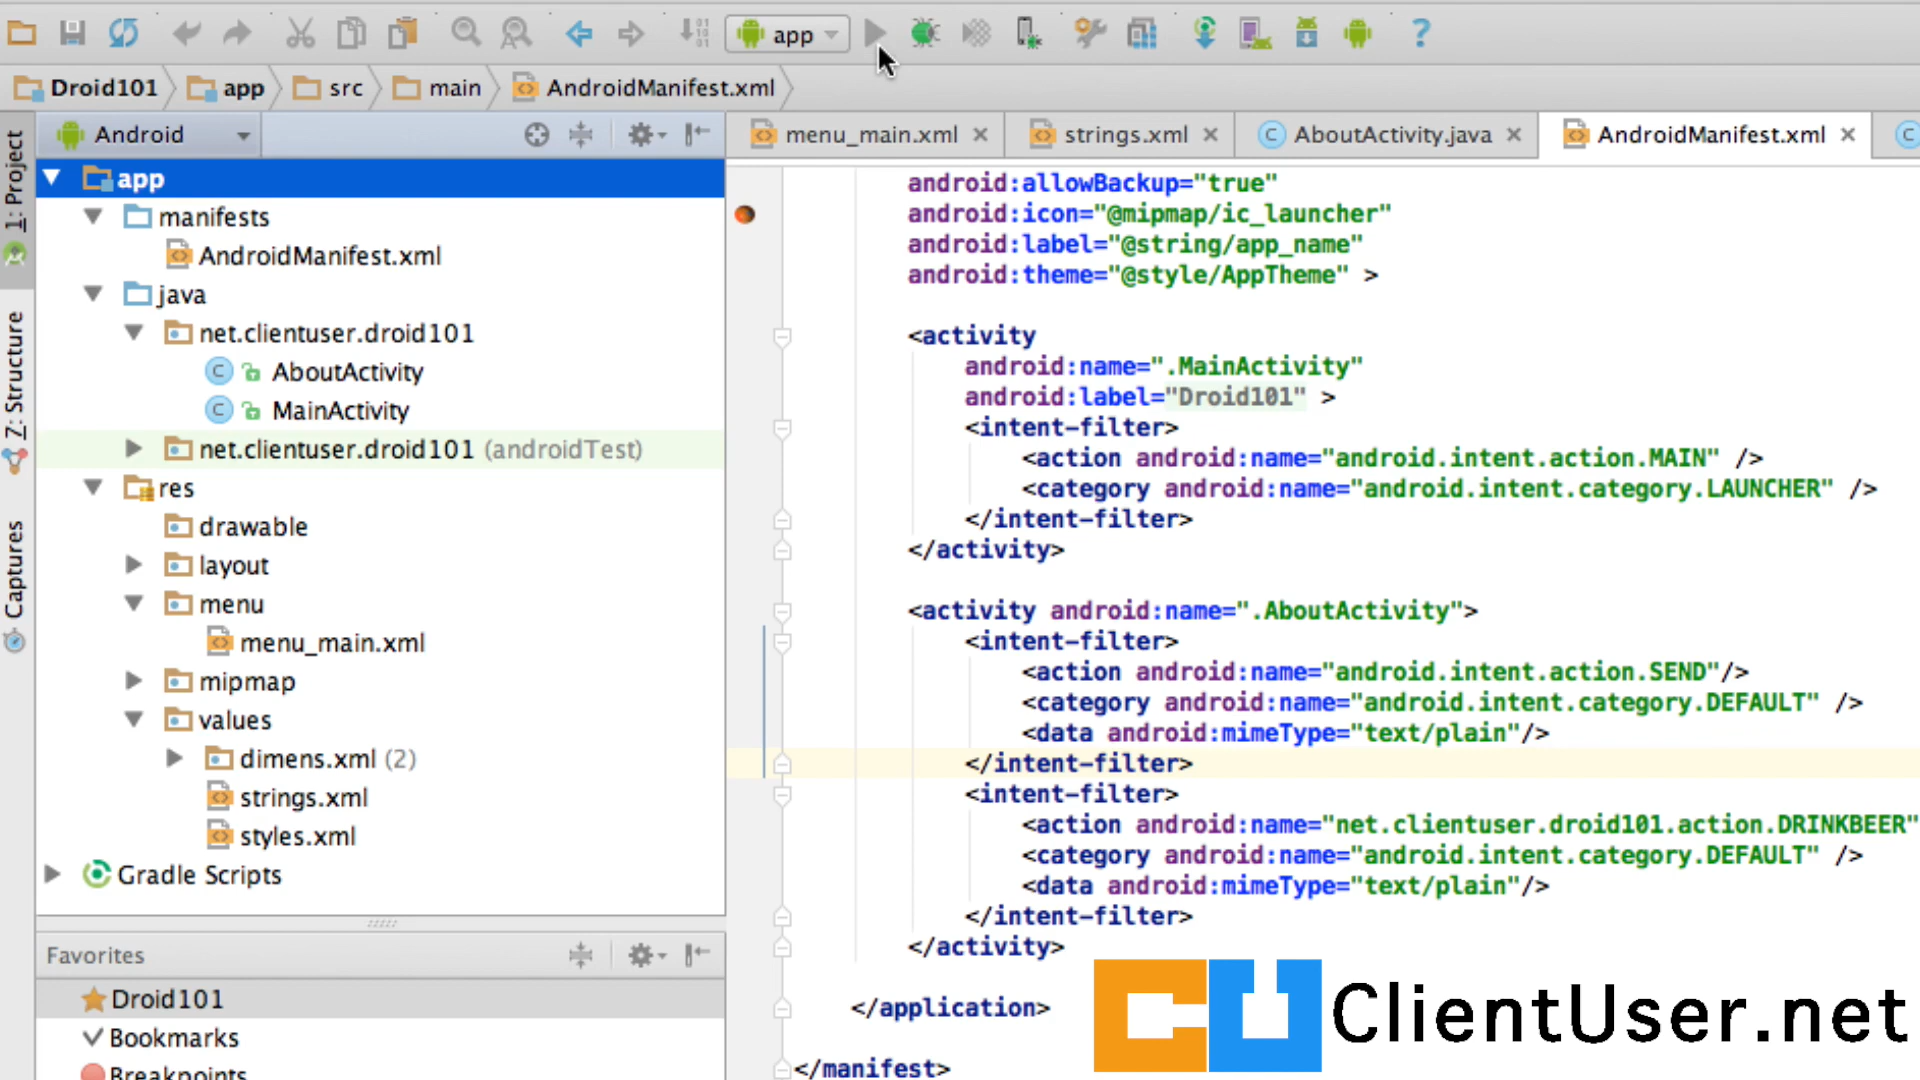 app
?
Droid101 app src main AndroidManifest.xml
1: Project
Z: Structure
Captures
Android
app
manifests
AndroidManifest.xml
java
net.clientuser.droid101
AboutActivity
MainActivity
net.clientuser.droid101 (androidTest)
res
drawable
layout
menu
menu_main.xml
mipmap
values
dimens.xml (2)
strings.xml
styles.xml
Gradle Scripts
Favorites
Droid101
Bookmarks
Breakpoints
menu_main.xml strings.xml AboutActivity.java AndroidManifest.xml
android:allowBackup="true"
android:icon="@mipmap/ic_launcher"
android:label="@string/app_name"
android:theme="@style/AppTheme" >
<activity
android:name=".MainActivity"
android:label="Droid101" >
<intent-filter>
<action android:name="android.intent.action.MAIN" />
<category android:name="android.intent.category.LAUNCHER" />
</intent-filter>
</activity>
<activity android:name=".AboutActivity">
<intent-filter>
<action android:name="android.intent.action.SEND"/>
<category android:name="android.intent.category.DEFAULT" />
<data android:mimeType="text/plain"/>
</intent-filter>
<intent-filter>
<action android:name="net.clientuser.droid101.action.DRINKBEER"
<category android:name="android.intent.category.DEFAULT" />
<data android:mimeType="text/plain"/>
</intent-filter>
</activity>
</application>
</manifest>
CU ClientUser.net